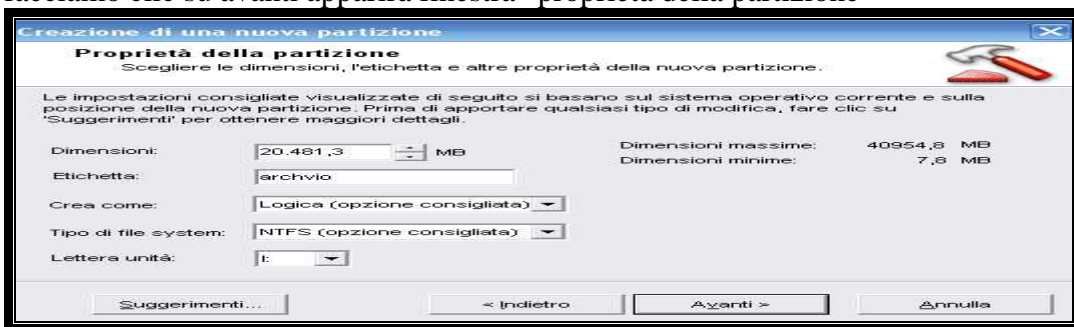 facciamo clic su avanti apparirà finestra "proprietà della partizione"
Creazione di una nuova partizione
Proprietà della partizione
Scegliere le dimensioni, l'etichetta e altre proprietà della nuova partizione.
Le impostazioni consigliate visualizzate di seguito si basano sul sistema operativo corrente e sulla
posizione della nuova partizione. Prima di apportare qualsiasi tipo di modifica, fare clic su
'Suggerimenti' per ottenere maggiori dettagli.
Dimensioni: 20.481,3 MB Dimensioni massime: 40954,8 MB
Dimensioni minime: 7,8 MB
Etichetta: archvio
Crea come: Logica (opzione consigliata)
Tipo di file system: NTFS (opzione consigliata)
Lettera unità: I:
Suggerimenti... < Indietro Avanti > Annulla